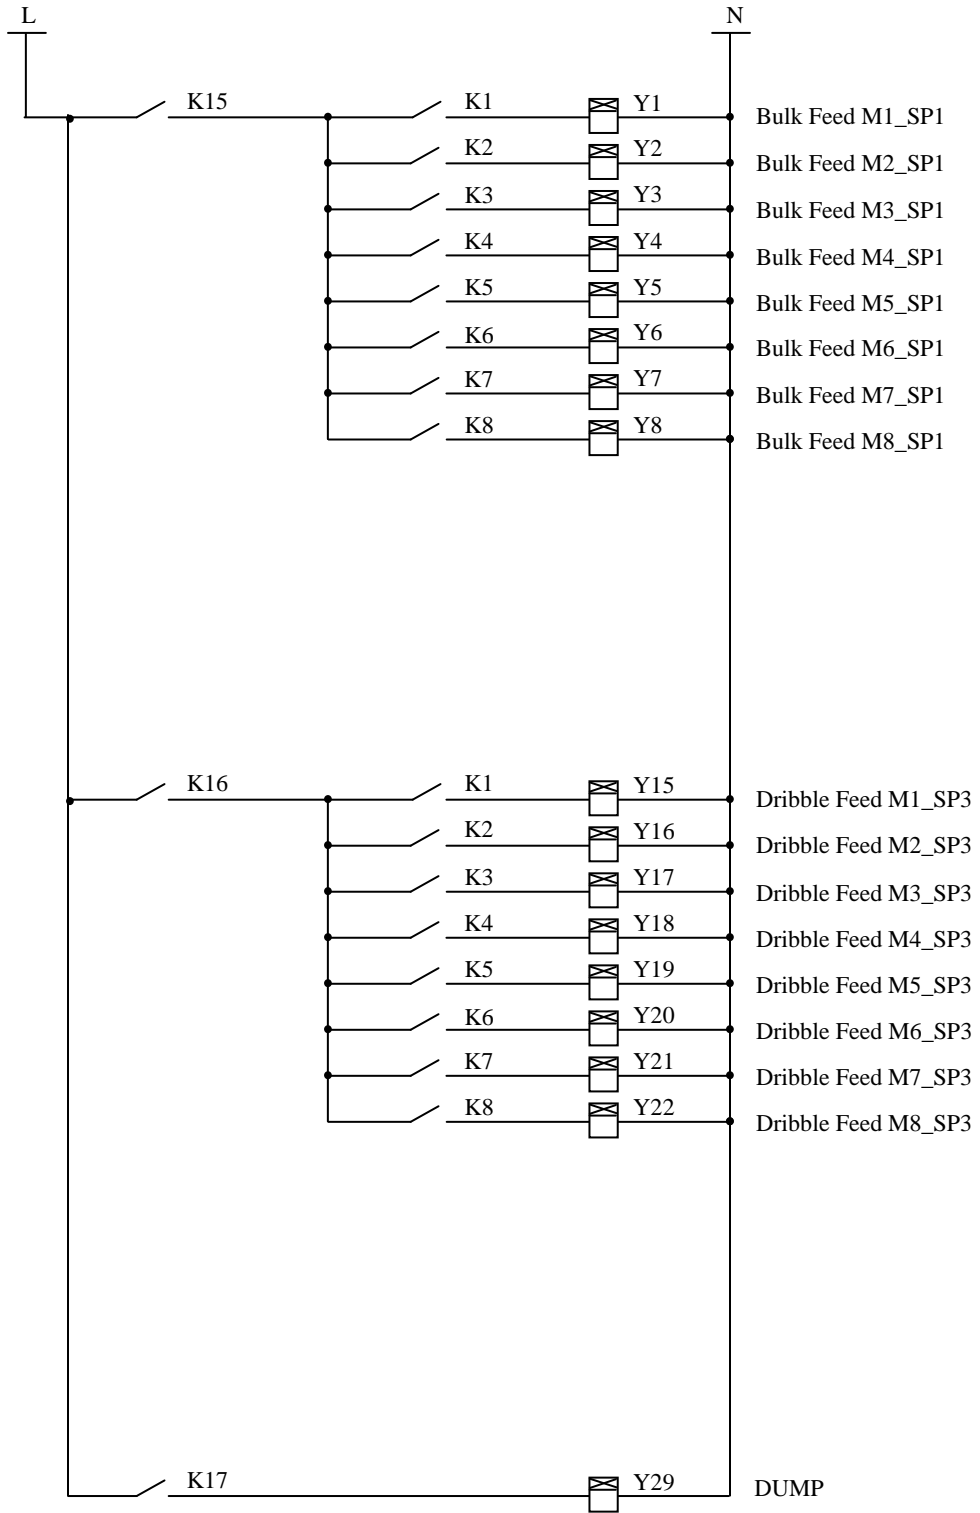 L N
K15 K1 Y1 Bulk Feed M1_SP1
K2 Y2 Bulk Feed M2_SP1
K3 Y3 Bulk Feed M3_SP1
K4 Y4 Bulk Feed M4_SP1
K5 Y5 Bulk Feed M5_SP1
K6 Y6 Bulk Feed M6_SP1
K7 Y7 Bulk Feed M7_SP1
K8 Y8 Bulk Feed M8_SP1
K16 K1 Y15 Dribble Feed M1_SP3
K2 Y16 Dribble Feed M2_SP3
K3 Y17 Dribble Feed M3_SP3
K4 Y18 Dribble Feed M4_SP3
K5 Y19 Dribble Feed M5_SP3
K6 Y20 Dribble Feed M6_SP3
K7 Y21 Dribble Feed M7_SP3
K8 Y22 Dribble Feed M8_SP3
K17 Y29 DUMP